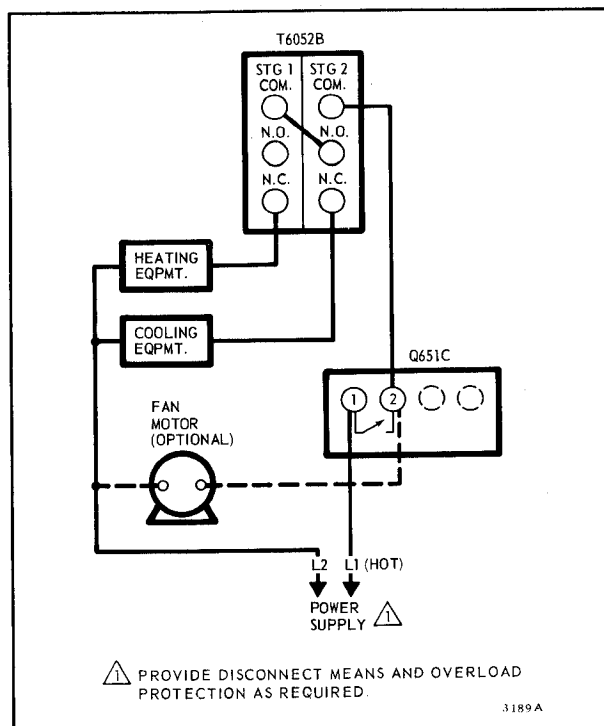 T6052B
STG 1 STG 2
COM. COM.
N.O. N.O.
N.C. N.C.
HEATING
EQPMT.
COOLING
EQPMT.
Q651C
1 2
FAN
MOTOR
(OPTIONAL)
L2 L1 (HOT)
POWER
SUPPLY 1
1 PROVIDE DISCONNECT MEANS AND OVERLOAD
PROTECTION AS REQUIRED.
3189A